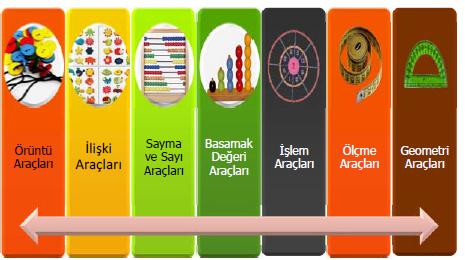 Örüntü
Araçları
İlişki
Araçları
Sayma
ve Sayı
Araçları
Basamak
Değeri
Araçları
İşlem
Araçları
Ölçme
Araçları
Geometri
Araçları